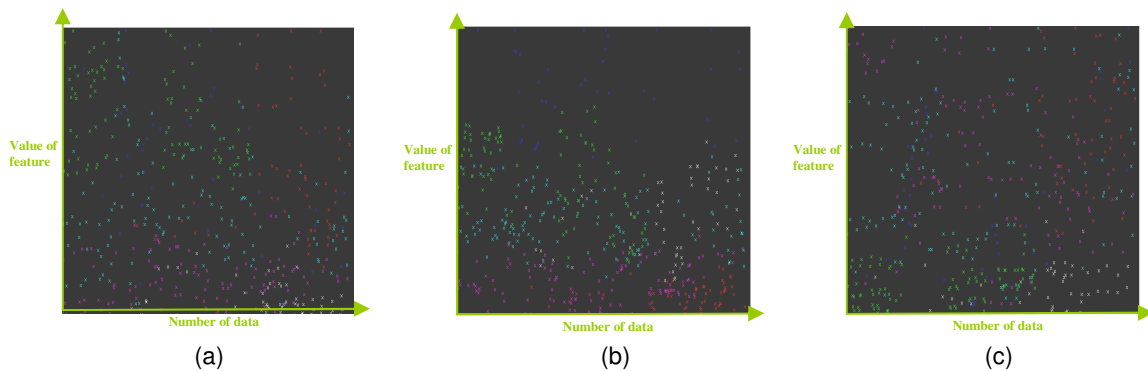 Value of
feature
Number of data
(a)
Value of
feature
Number of data
(b)
Value of
feature
Number of data
(c)